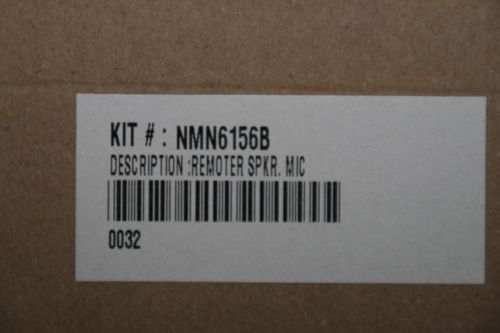 KIT # : NMN6156B
DESCRIPTION :REMOTER SPKR. MIC
0032